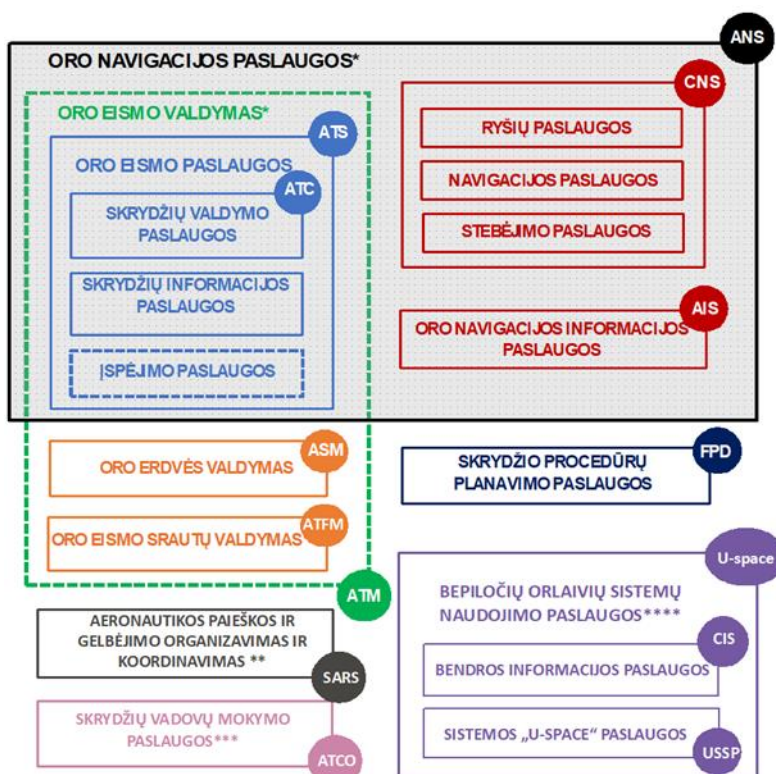 ANS
ORO NAVIGACIJOS PASLAUGOS*
ORO EISMO VALDYMAS*
ATS
ORO EISMO PASLAUGOS
ATC
SKRYDŽIŲ VALDYMO
PASLAUGOS
SKRYDŽIŲ INFORMACIJOS
PASLAUGOS
ĮSPĖJIMO PASLAUGOS
CNS
RYŠIŲ PASLAUGOS
NAVIGACIJOS PASLAUGOS
STEBĖJIMO PASLAUGOS
AIS
ORO NAVIGACIJOS INFORMACIJOS
PASLAUGOS
ASM
ORO ERDVĖS VALDYMAS
ATFM
ORO EISMO SRAUTŲ VALDYMAS
ATM
FPD
SKRYDŽIO PROCEDŪRŲ
PLANAVIMO PASLAUGOS
AERONAUTIKOS PAIEŠKOS IR
GELBĖJIMO ORGANIZAVIMAS IR
KOORDINAVIMAS **
SARS
SKRYDŽIŲ VADOVŲ MOKYMO
PASLAUGOS***
ATCO
U-space
BEPILOČIŲ ORLAIVIŲ SISTEMŲ
NAUDOJIMO PASLAUGOS****
CIS
BENDROS INFORMACIJOS PASLAUGOS
SISTEMOS „U-SPACE“ PASLAUGOS
USSP